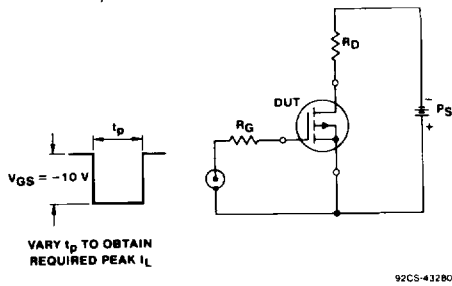 tp
VGS = −10 V
VARY tp TO OBTAIN
REQUIRED PEAK IL
RG
DUT
RD
−
PS
+
92CS-43280